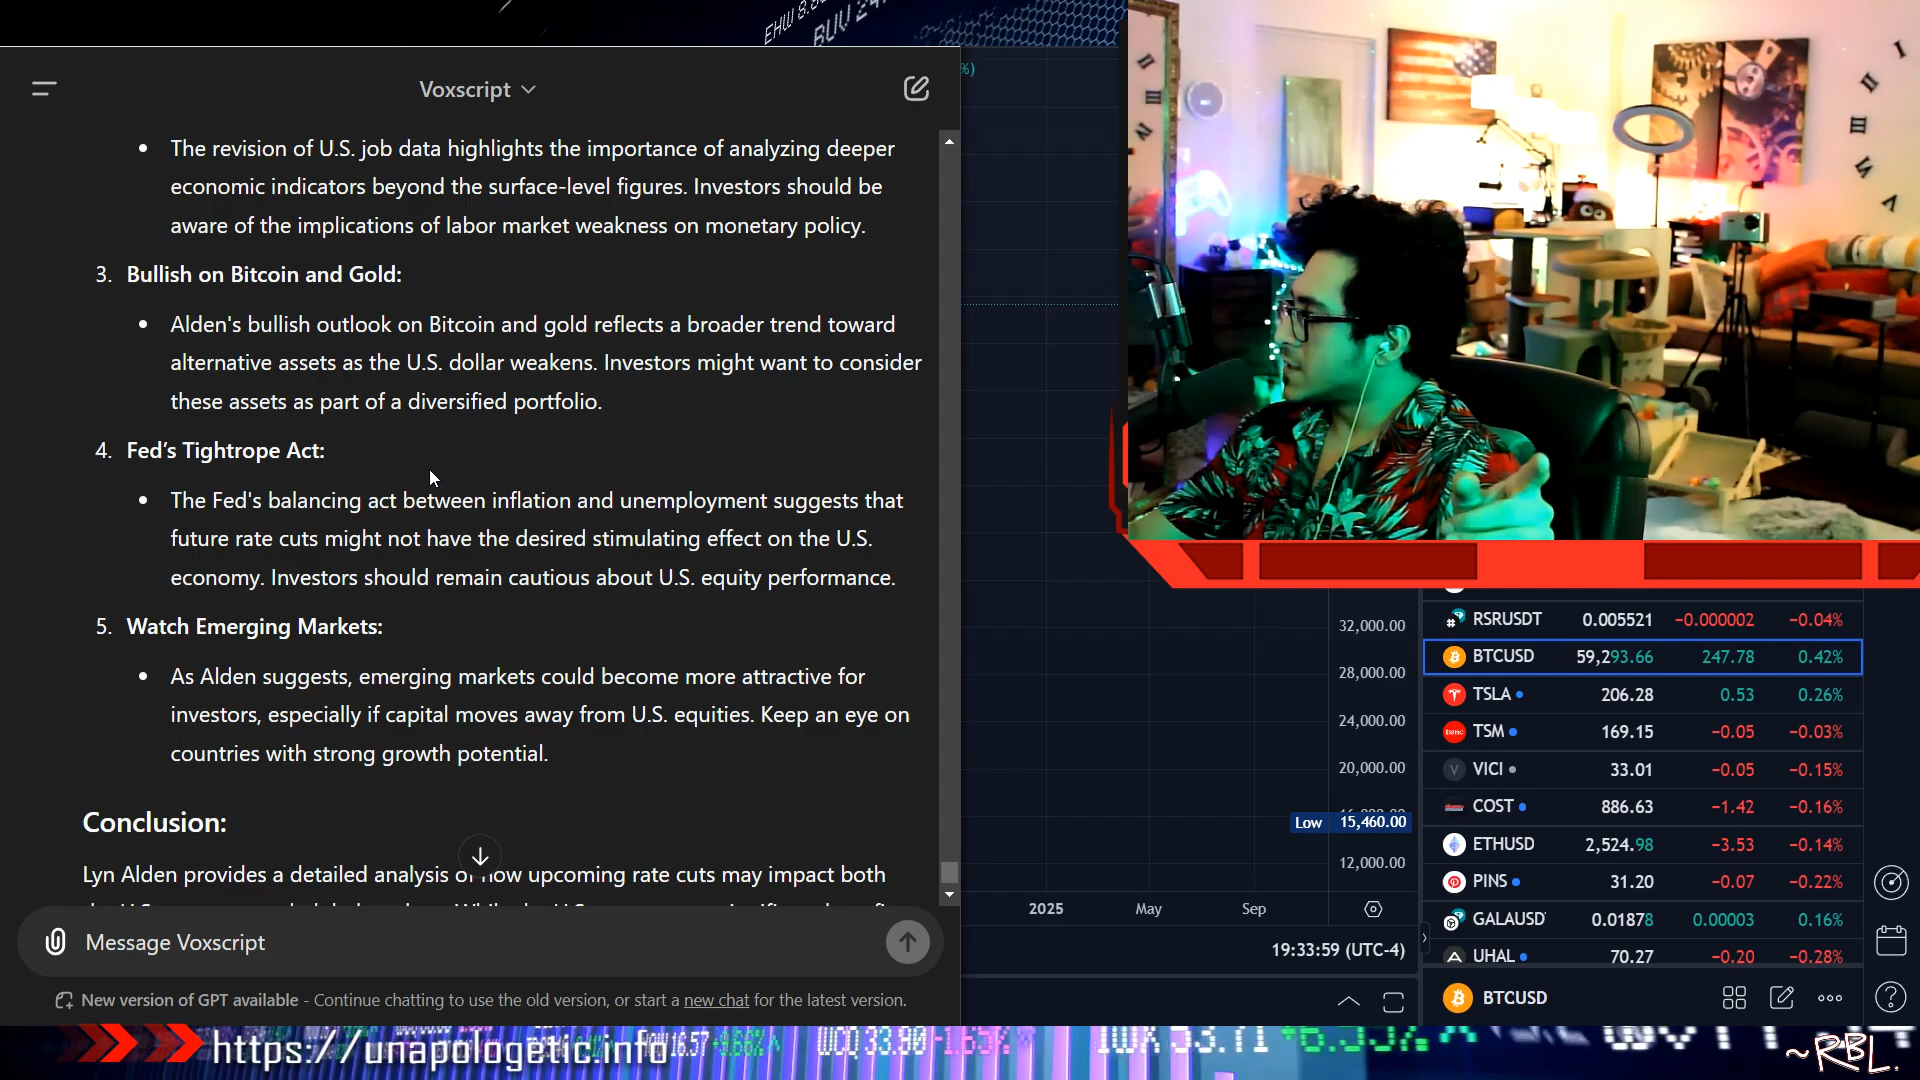 Voxscript
The revision of U.S. job data highlights the importance of analyzing deeper
economic indicators beyond the surface-level figures. Investors should be
aware of the implications of labor market weakness on monetary policy.
3. Bullish on Bitcoin and Gold:
Alden's bullish outlook on Bitcoin and gold reflects a broader trend toward
alternative assets as the U.S. dollar weakens. Investors might want to consider
these assets as part of a diversified portfolio.
4. Fed's Tightrope Act:
The Fed's balancing act between inflation and unemployment suggests that
future rate cuts might not have the desired stimulating effect on the U.S.
economy. Investors should remain cautious about U.S. equity performance.
5. Watch Emerging Markets:
As Alden suggests, emerging markets could become more attractive for
investors, especially if capital moves away from U.S. equities. Keep an eye on
countries with strong growth potential.
Conclusion:
Lyn Alden provides a detailed analysis of how upcoming rate cuts may impact both
Message Voxscript
New version of GPT available - Continue chatting to use the old version, or start a new chat for the latest version.
%)
32,000.00
28,000.00
24,000.00
20,000.00
Low 15,460.00
12,000.00
2025 May Sep
19:33:59 (UTC-4)
RSRUSDT 0.005521 −0.000002 −0.04%
BTCUSD 59,293.66 247.78 0.42%
TSLA 206.28 0.53 0.26%
TSM 169.15 −0.05 −0.03%
VICI 33.01 −0.05 −0.15%
COST 886.63 −1.42 −0.16%
ETHUSD 2,524.98 −3.53 −0.14%
PINS 31.20 −0.07 −0.22%
GALAUSD 0.01878 0.00003 0.16%
UHAL 70.27 −0.20 −0.28%
BTCUSD
https://unapologetic.info
~RBL.